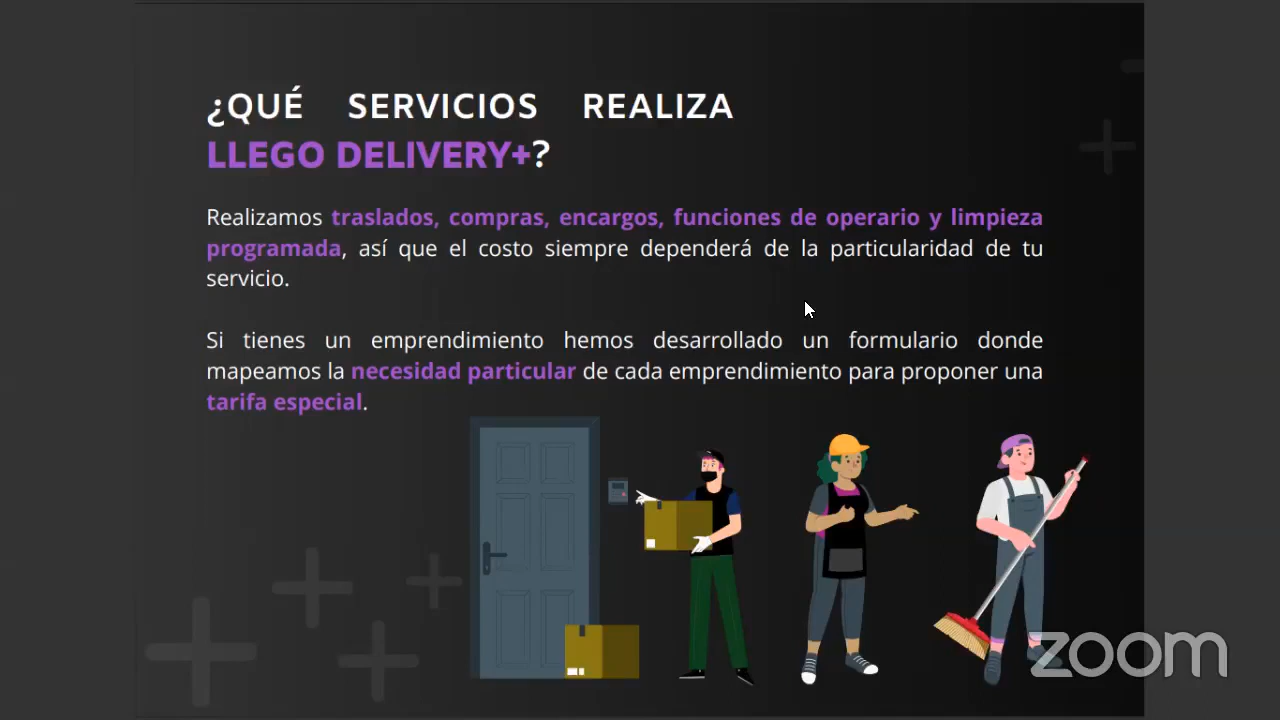 ¿QUÉ SERVICIOS REALIZA
LLEGO DELIVERY+?
Realizamos traslados, compras, encargos, funciones de operario y limpieza
programada, así que el costo siempre dependerá de la particularidad de tu
servicio.
Si tienes un emprendimiento hemos desarrollado un formulario donde
mapeamos la necesidad particular de cada emprendimiento para proponer una
tarifa especial.
zoom